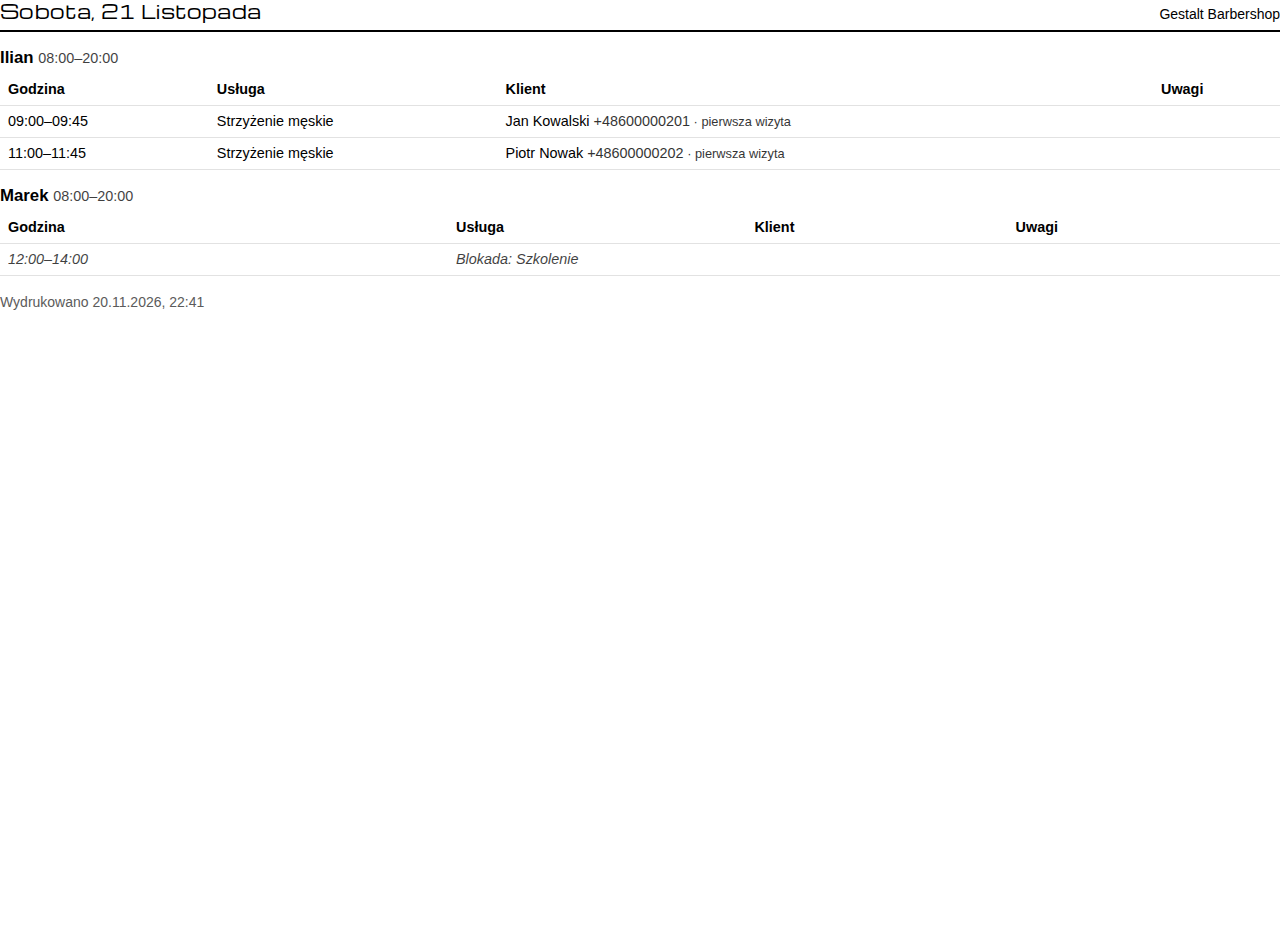 Sobota, 21 Listopada Gestalt Barbershop
Ilian 08:00–20:00
Godzina Usługa Klient Uwagi
09:00–09:45 Strzyżenie męskie Jan Kowalski +48600000201 · pierwsza wizyta
11:00–11:45 Strzyżenie męskie Piotr Nowak +48600000202 · pierwsza wizyta
Marek 08:00–20:00
Godzina Usługa Klient Uwagi
12:00–14:00 Blokada: Szkolenie
Wydrukowano 20.11.2026, 22:41